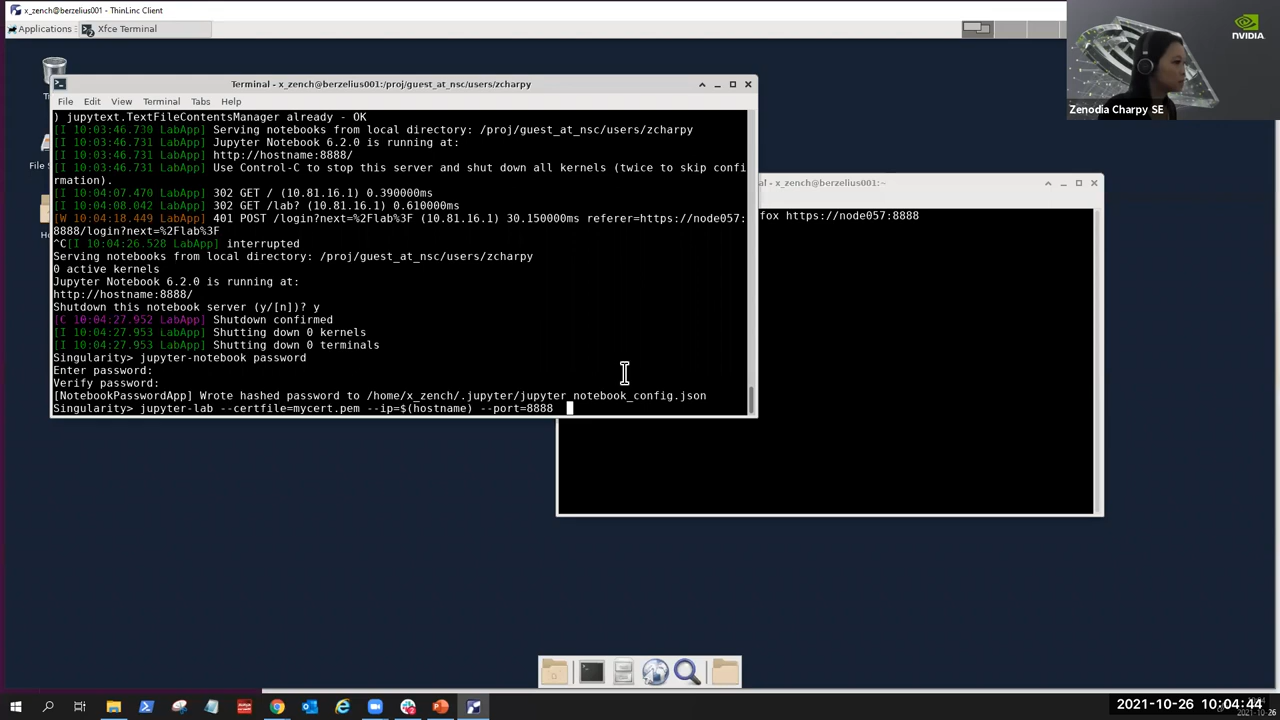 x_zench@berzelius001 - ThinLinc Client
Applications
Xfce Terminal
NVIDIA
Zenodia Charpy SE
Terminal - x_zench@berzelius001:/proj/guest_at_nsc/users/zcharpy
File Edit View Terminal Tabs Help
) jupytext.TextFileContentsManager already - OK
[I 10:03:46.730 LabApp] Serving notebooks from local directory: /proj/guest_at_nsc/users/zcharpy
[I 10:03:46.731 LabApp] Jupyter Notebook 6.2.0 is running at:
[I 10:03:46.731 LabApp] http://hostname:8888/
[I 10:03:46.731 LabApp] Use Control-C to stop this server and shut down all kernels (twice to skip confi
rmation).
[I 10:04:07.470 LabApp] 302 GET / (10.81.16.1) 0.390000ms
[I 10:04:08.042 LabApp] 302 GET /lab? (10.81.16.1) 0.610000ms
[W 10:04:18.449 LabApp] 401 POST /login?next=%2Flab%3F (10.81.16.1) 30.150000ms referer=https://node057:
8888/login?next=%2Flab%3F
^C[I 10:04:26.528 LabApp] interrupted
Serving notebooks from local directory: /proj/guest_at_nsc/users/zcharpy
0 active kernels
Jupyter Notebook 6.2.0 is running at:
http://hostname:8888/
Shutdown this notebook server (y/[n])? y
[C 10:04:27.952 LabApp] Shutdown confirmed
[I 10:04:27.953 LabApp] Shutting down 0 kernels
[I 10:04:27.953 LabApp] Shutting down 0 terminals
Singularity> jupyter-notebook password
Enter password:
Verify password:
[NotebookPasswordApp] Wrote hashed password to /home/x_zench/.jupyter/jupyter_notebook_config.json
Singularity> jupyter-lab --certfile=mycert.pem --ip=$(hostname) --port=8888
al - x_zench@berzelius001:~
fox https://node057:8888
File S
He
2021-10-26 10:04:44